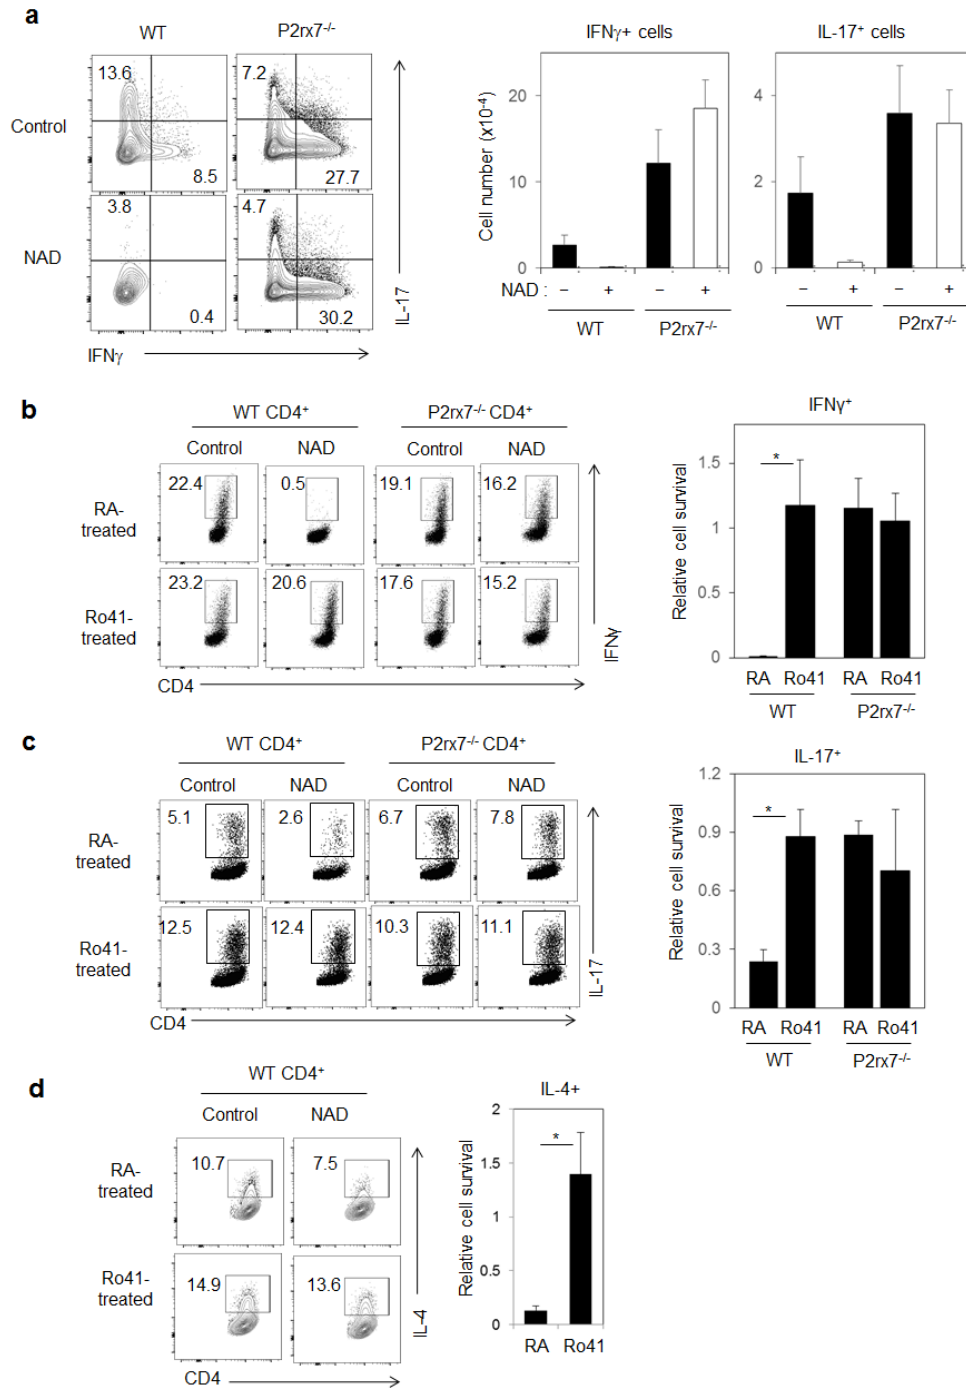 a
WT
P2rx7-/-
IFNγ+ cells
IL-17+ cells
13.6
7.2
Control
8.5
27.7
3.8
4.7
NAD
0.4
30.2
IL-17
IFNγ
Cell number (x10-4)
20
10
0
4
2
0
NAD :
−
+
−
+
−
+
−
+
WT
P2rx7-/-
WT
P2rx7-/-
b
WT CD4+
P2rx7-/- CD4+
IFNγ+
Control
NAD
Control
NAD
RA-
treated
22.4
0.5
19.1
16.2
Ro41-
treated
23.2
20.6
17.6
15.2
IFNγ
CD4
Relative cell survival
1.5
1
0.5
0
*
RA
Ro41
RA
Ro41
WT
P2rx7-/-
c
WT CD4+
P2rx7-/- CD4+
IL-17+
Control
NAD
Control
NAD
RA-
treated
5.1
2.6
6.7
7.8
Ro41-
treated
12.5
12.4
10.3
11.1
IL-17
CD4
Relative cell survival
1.2
0.9
0.6
0.3
0
*
RA
Ro41
RA
Ro41
WT
P2rx7-/-
d
WT CD4+
IL-4+
Control
NAD
RA-
treated
10.7
7.5
Ro41-
treated
14.9
13.6
IL-4
CD4
Relative cell survival
2
1.5
1
0.5
0
*
RA
Ro41